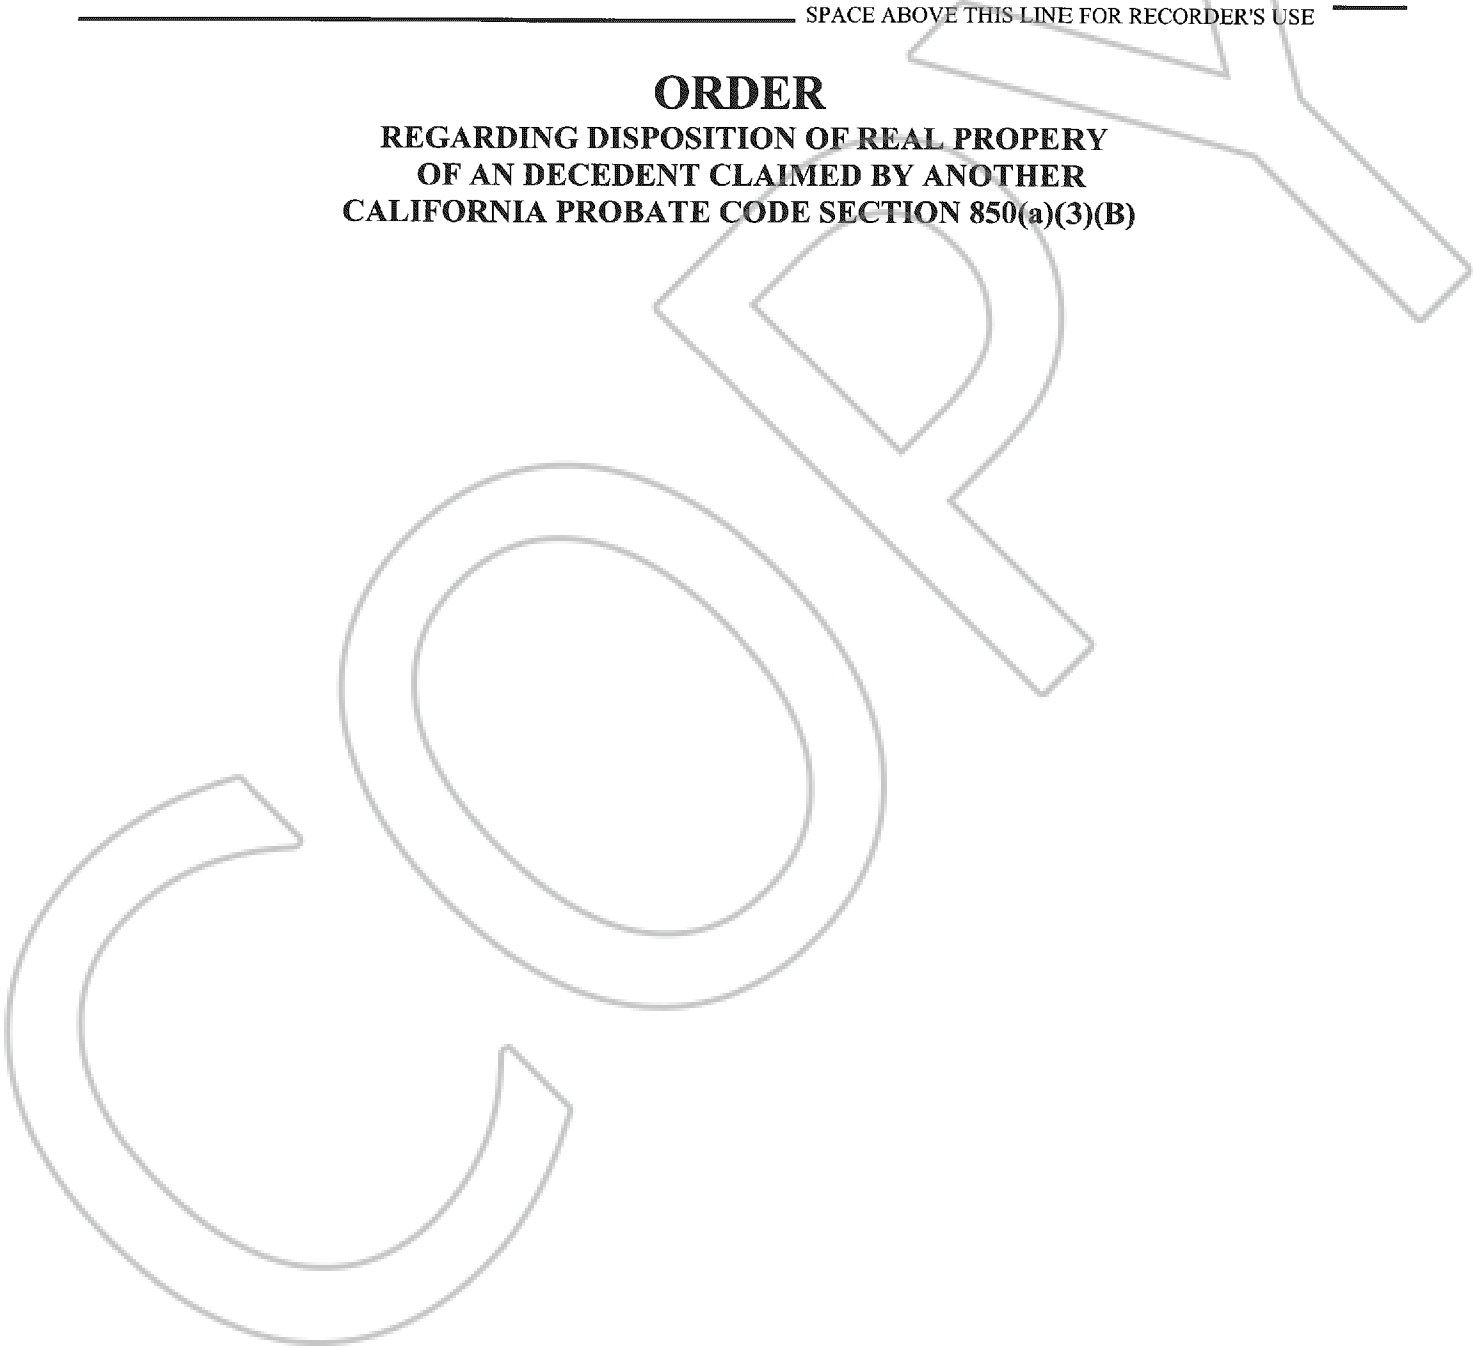 SPACE ABOVE THIS LINE FOR RECORDER'S USE
ORDER
REGARDING DISPOSITION OF REAL PROPERY
OF AN DECEDENT CLAIMED BY ANOTHER
CALIFORNIA PROBATE CODE SECTION 850(a)(3)(B)
COPY